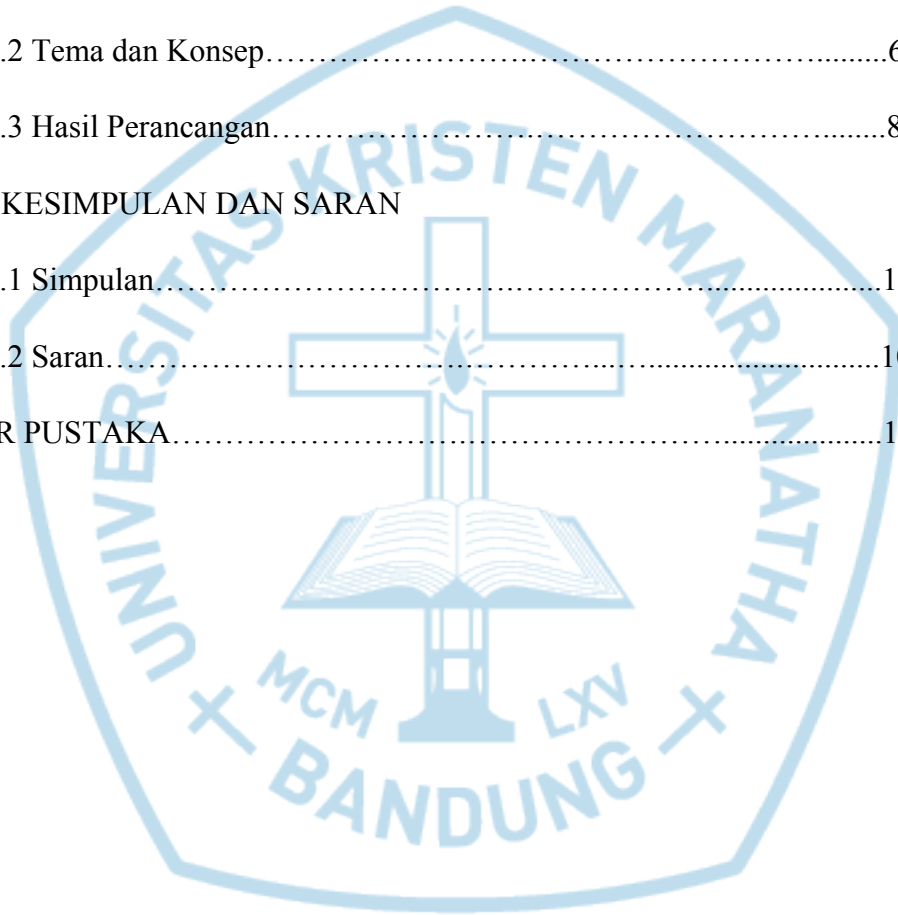 .2 Tema dan Konsep……………………………………………………….........6
.3 Hasil Perancangan……………………………………………………........8
KESIMPULAN DAN SARAN
.1 Simpulan………………………………………………………......................1
.2 Saran………………………………………………......…........................10
R PUSTAKA………………………………………………………....................1
UNIVERSITAS KRISTEN MARANATHA
MCM LXV
BANDUNG